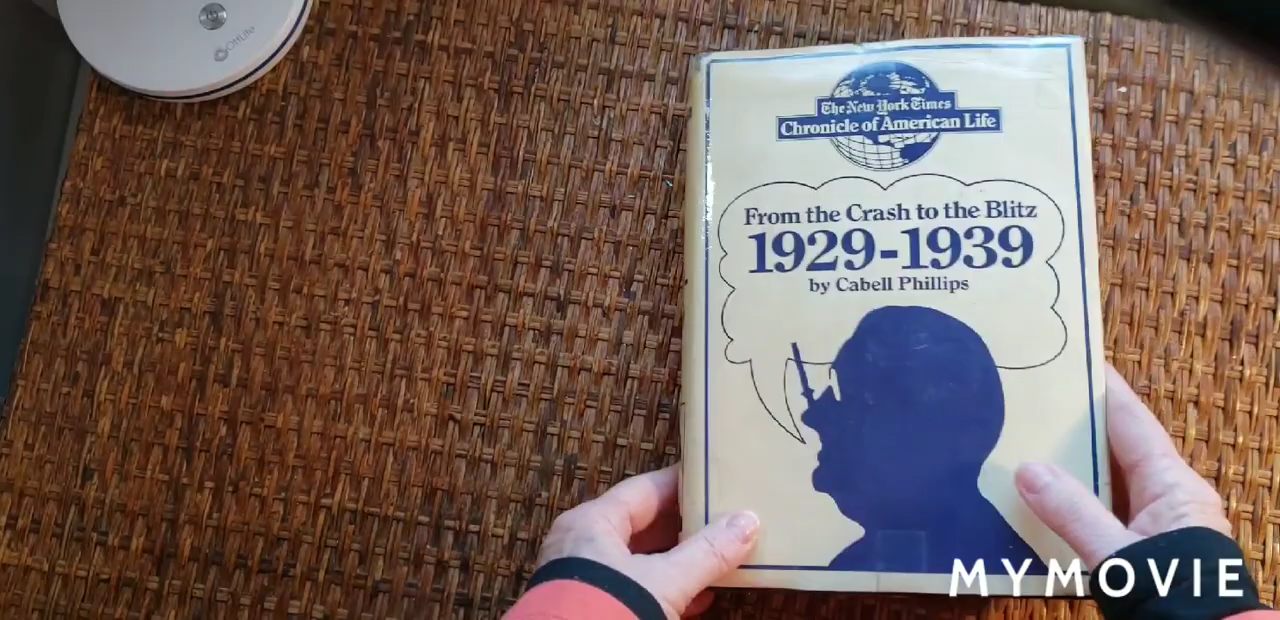 OttLite
The New York Times
Chronicle of American Life
From the Crash to the Blitz
1929-1939
by Cabell Phillips
MYMOVIE